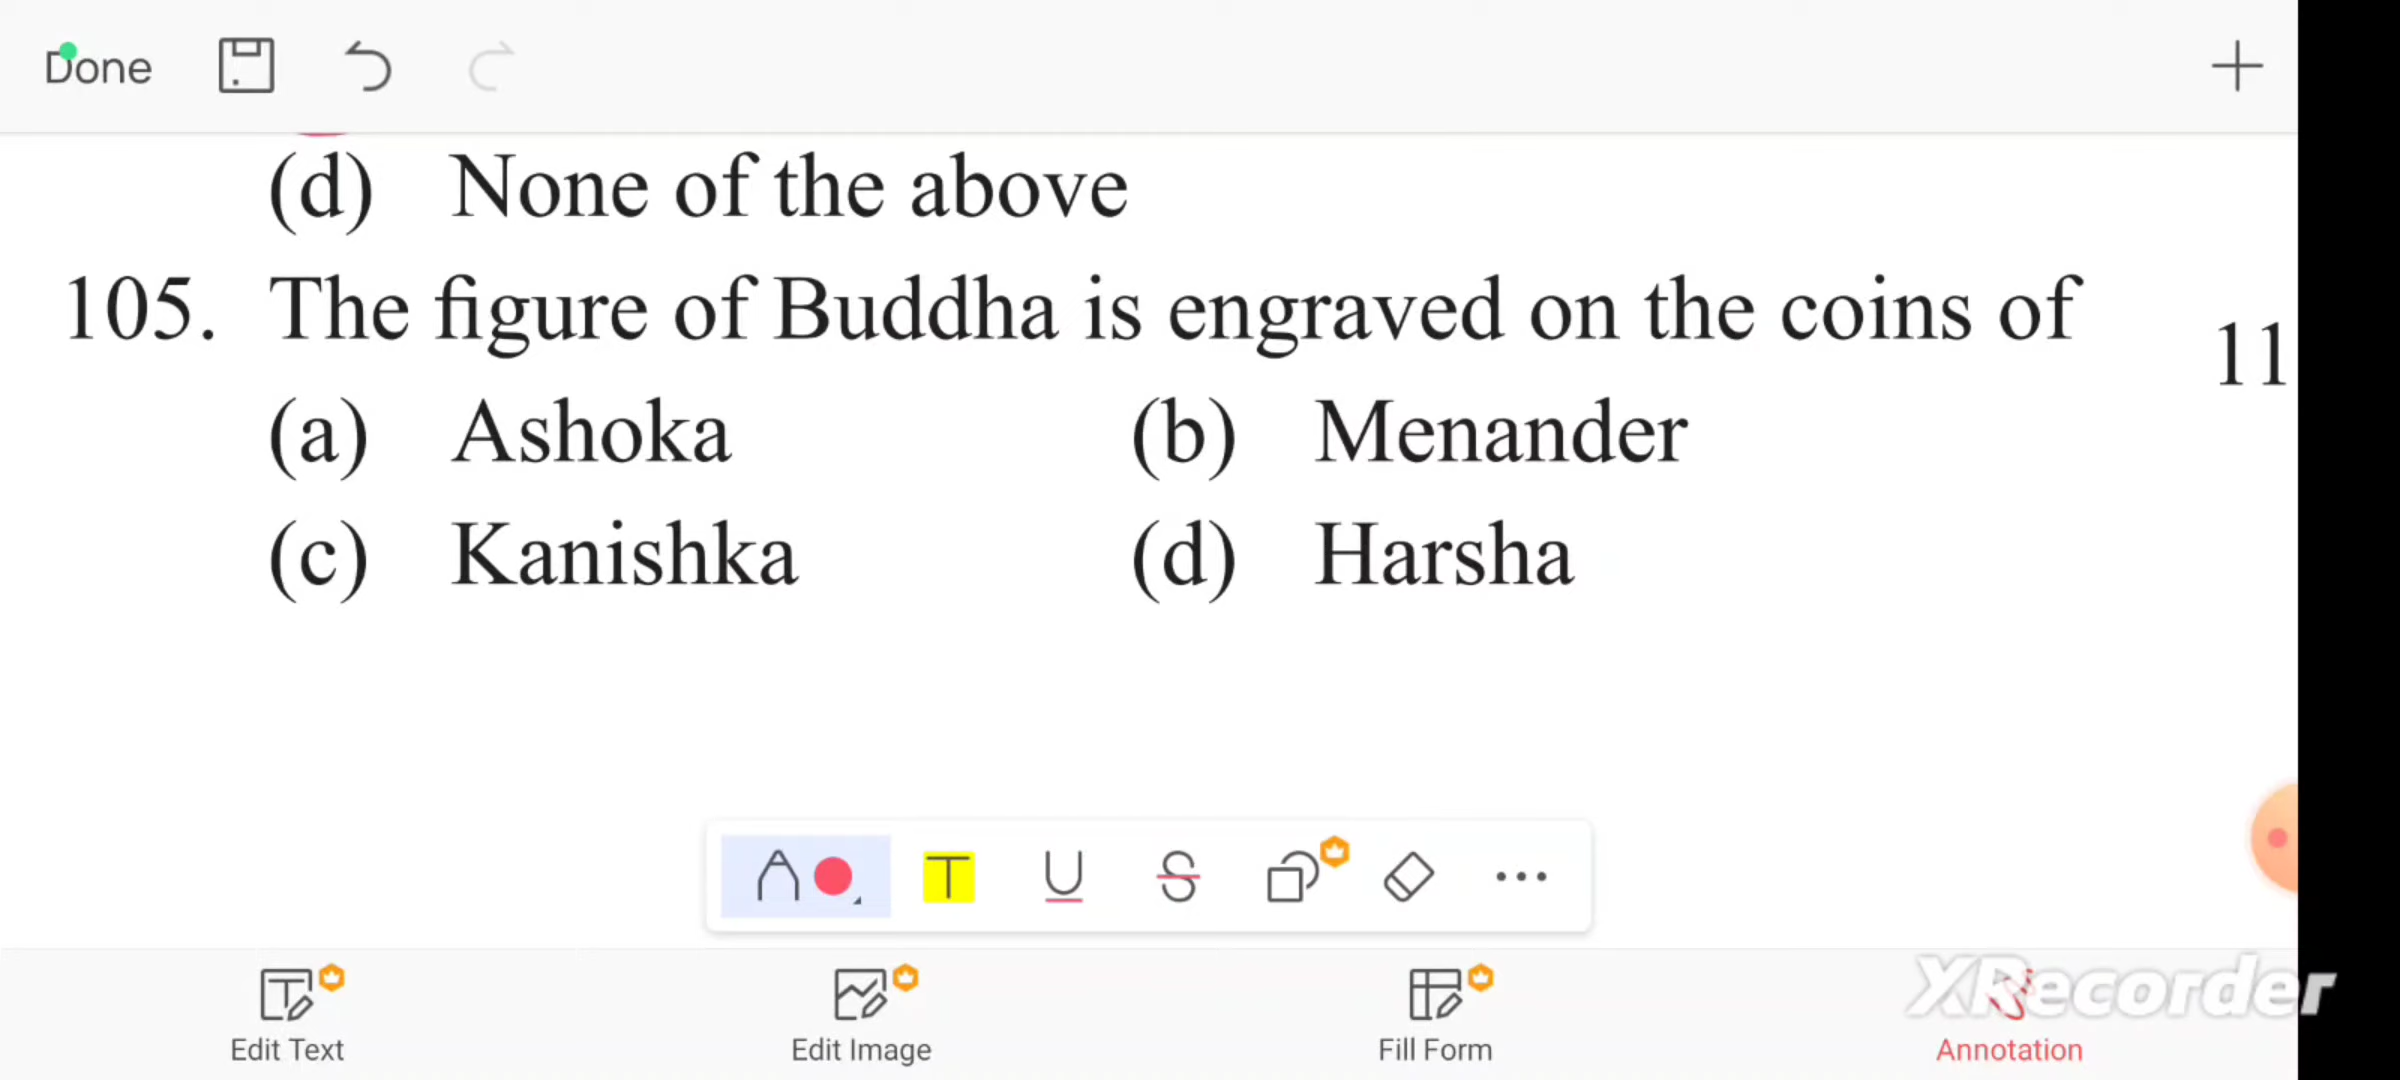 Done
(d) None of the above
105. The figure of Buddha is engraved on the coins of
11
(a) Ashoka (b) Menander
(c) Kanishka (d) Harsha
T U S
Edit Text Edit Image Fill Form Annotation
XRecorder